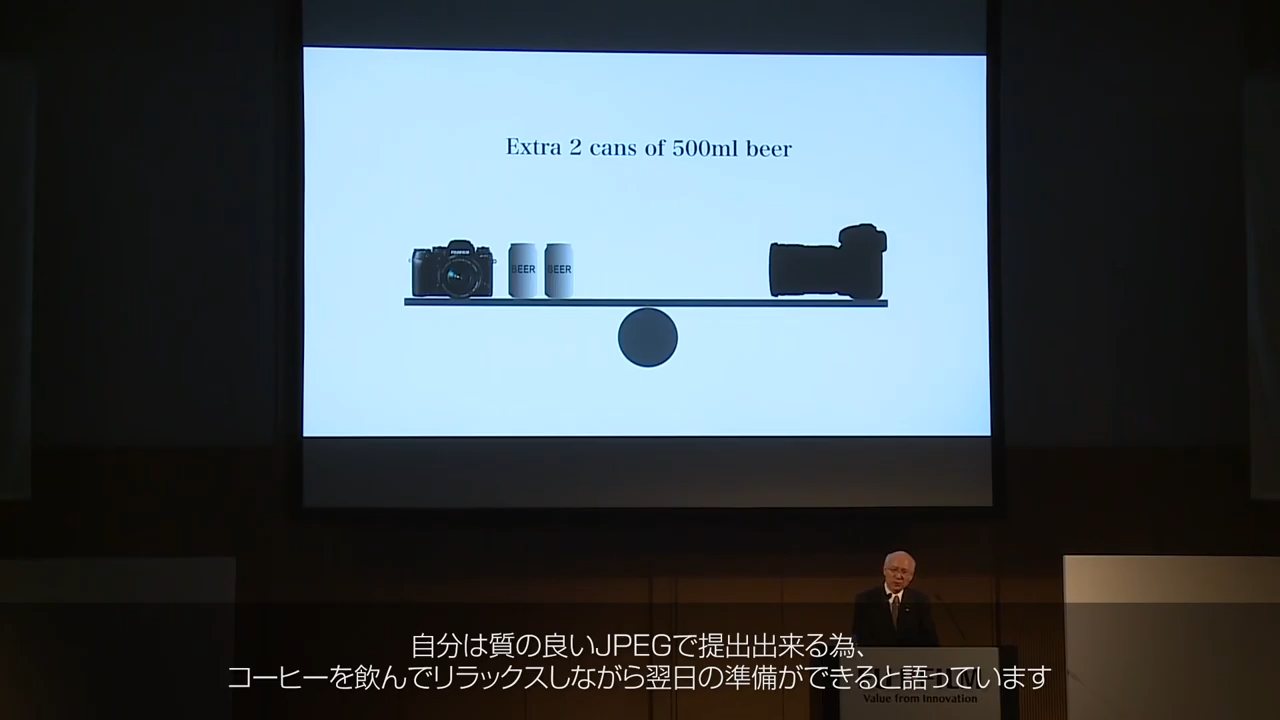 Extra 2 cans of 500ml beer
FUJIFILM
BEER
BEER
自分は質の良いJPEGで提出出来る為、
コーヒーを飲んでリラックスしながら翌日の準備ができると語っています
Value from Innovation